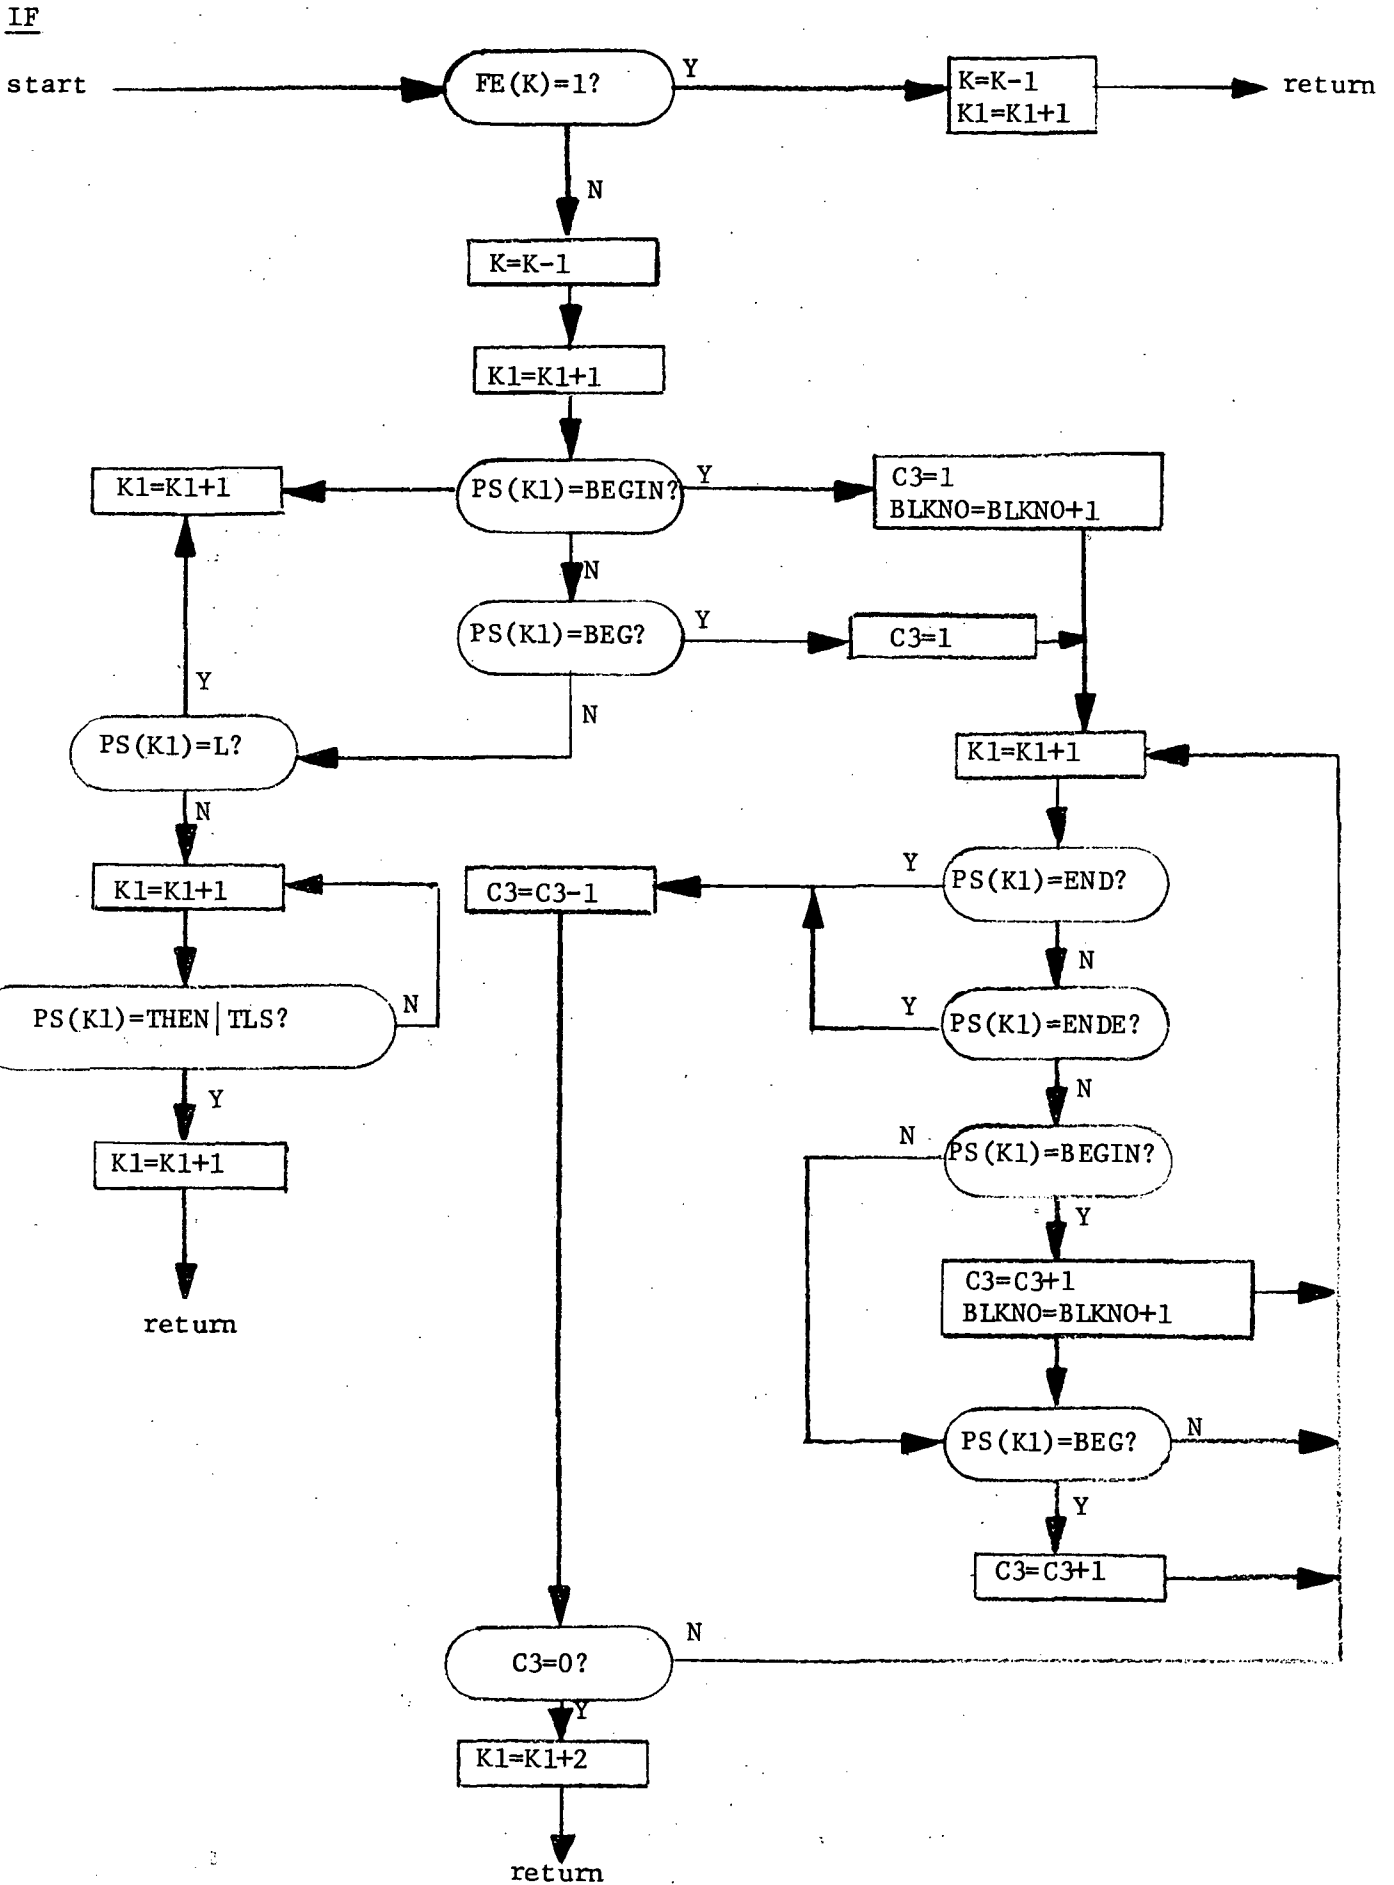 IF
start
FE(K)=1?
Y
K=K-1
K1=K1+1
return
N
K=K-1
K1=K1+1
K1=K1+1
PS(K1)=BEGIN?
Y
C3=1
BLKNO=BLKNO+1
N
PS(K1)=BEG?
Y
C3=1
Y
N
PS(K1)=L?
K1=K1+1
N
K1=K1+1
C3=C3-1
Y
PS(K1)=END?
N
PS(K1)=THEN|TLS?
N
Y
PS(K1)=ENDE?
N
Y
K1=K1+1
N
PS(K1)=BEGIN?
Y
C3=C3+1
BLKNO=BLKNO+1
return
PS(K1)=BEG?
N
Y
C3=C3+1
C3=0?
N
Y
K1=K1+2
return